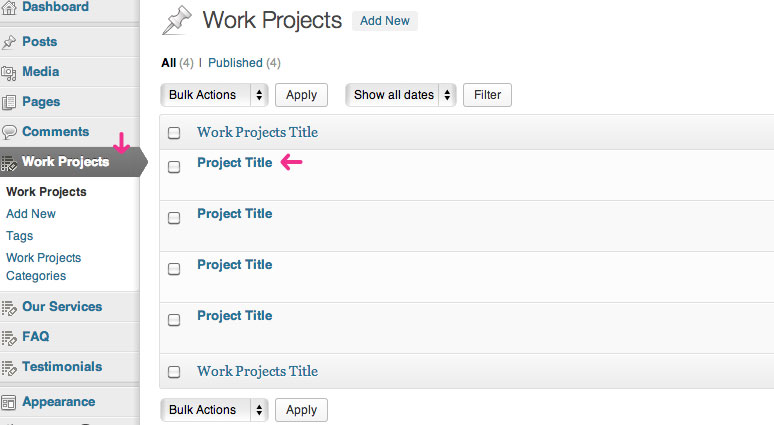 Dashboard
Posts
Media
Pages
Comments
Work Projects
Work Projects
Add New
Tags
Work Projects
Categories
Our Services
FAQ
Testimonials
Appearance
Work Projects Add New
All (4) | Published (4)
Bulk Actions Apply Show all dates Filter
Work Projects Title
Project Title
Project Title
Project Title
Project Title
Work Projects Title
Bulk Actions Apply